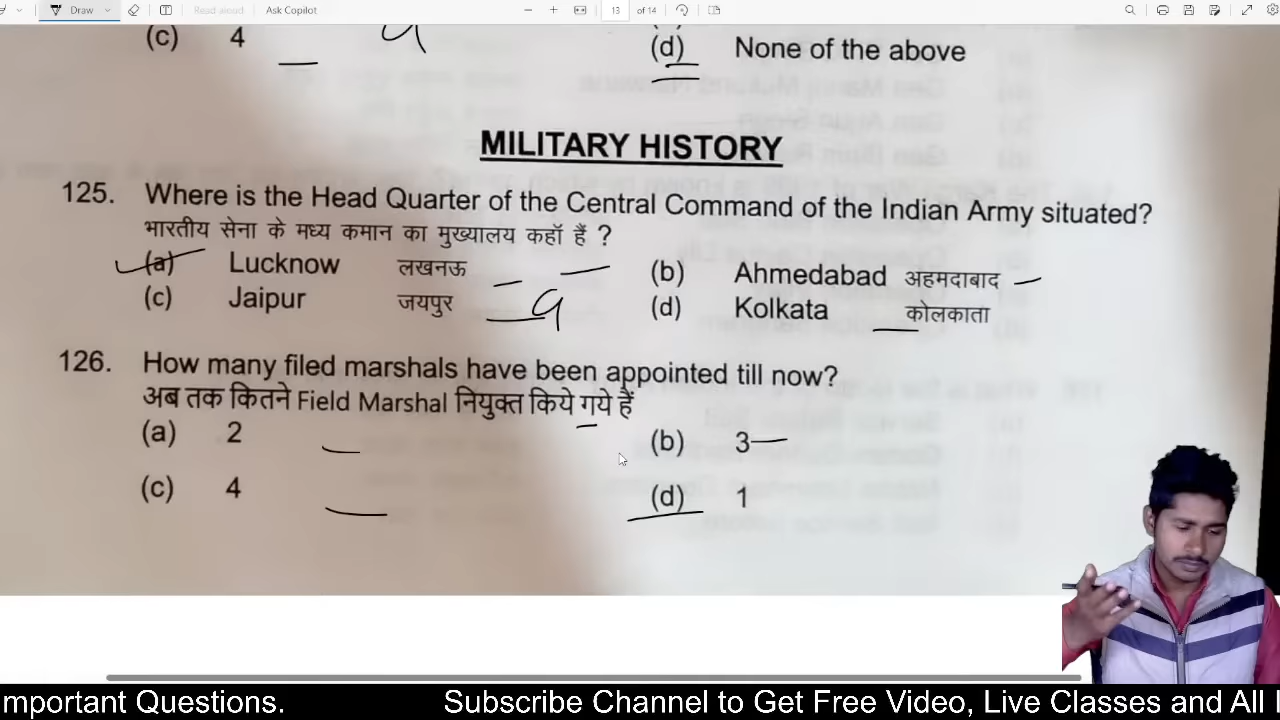 Draw
Read aloud
Ask Copilot
13 of 14
(c) 4 (d) None of the above
MILITARY HISTORY
125. Where is the Head Quarter of the Central Command of the Indian Army situated?
भारतीय सेना के मध्य कमान का मुख्यालय कहाँ हैं ?
(a) Lucknow लखनऊ (b) Ahmedabad अहमदाबाद
(c) Jaipur जयपुर (d) Kolkata कोलकाता
126. How many filed marshals have been appointed till now?
अब तक कितने Field Marshal नियुक्त किये गये हैं
(a) 2 (b) 3
(c) 4 (d) 1
mportant Questions. Subscribe Channel to Get Free Video, Live Classes and All